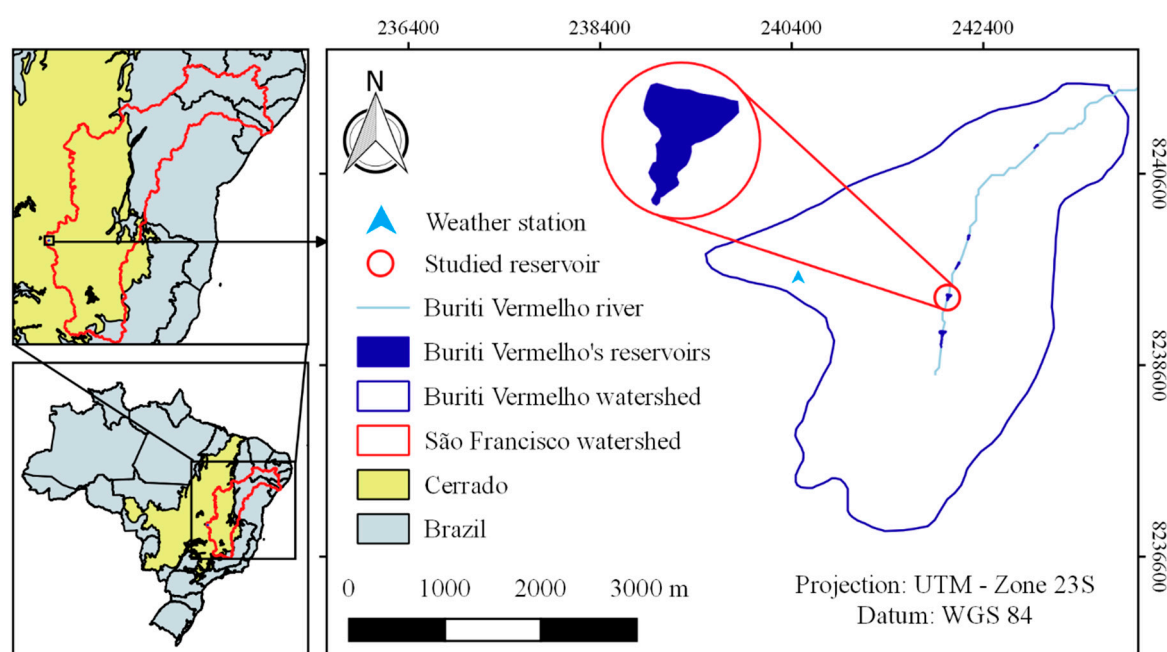 236400 238400 240400 242400
N
Weather station
Studied reservoir
Buriti Vermelho river
Buriti Vermelho's reservoirs
Buriti Vermelho watershed
São Francisco watershed
Cerrado
Brazil
0 1000 2000 3000 m
8240600
8238600
8236600
Projection: UTM - Zone 23S
Datum: WGS 84